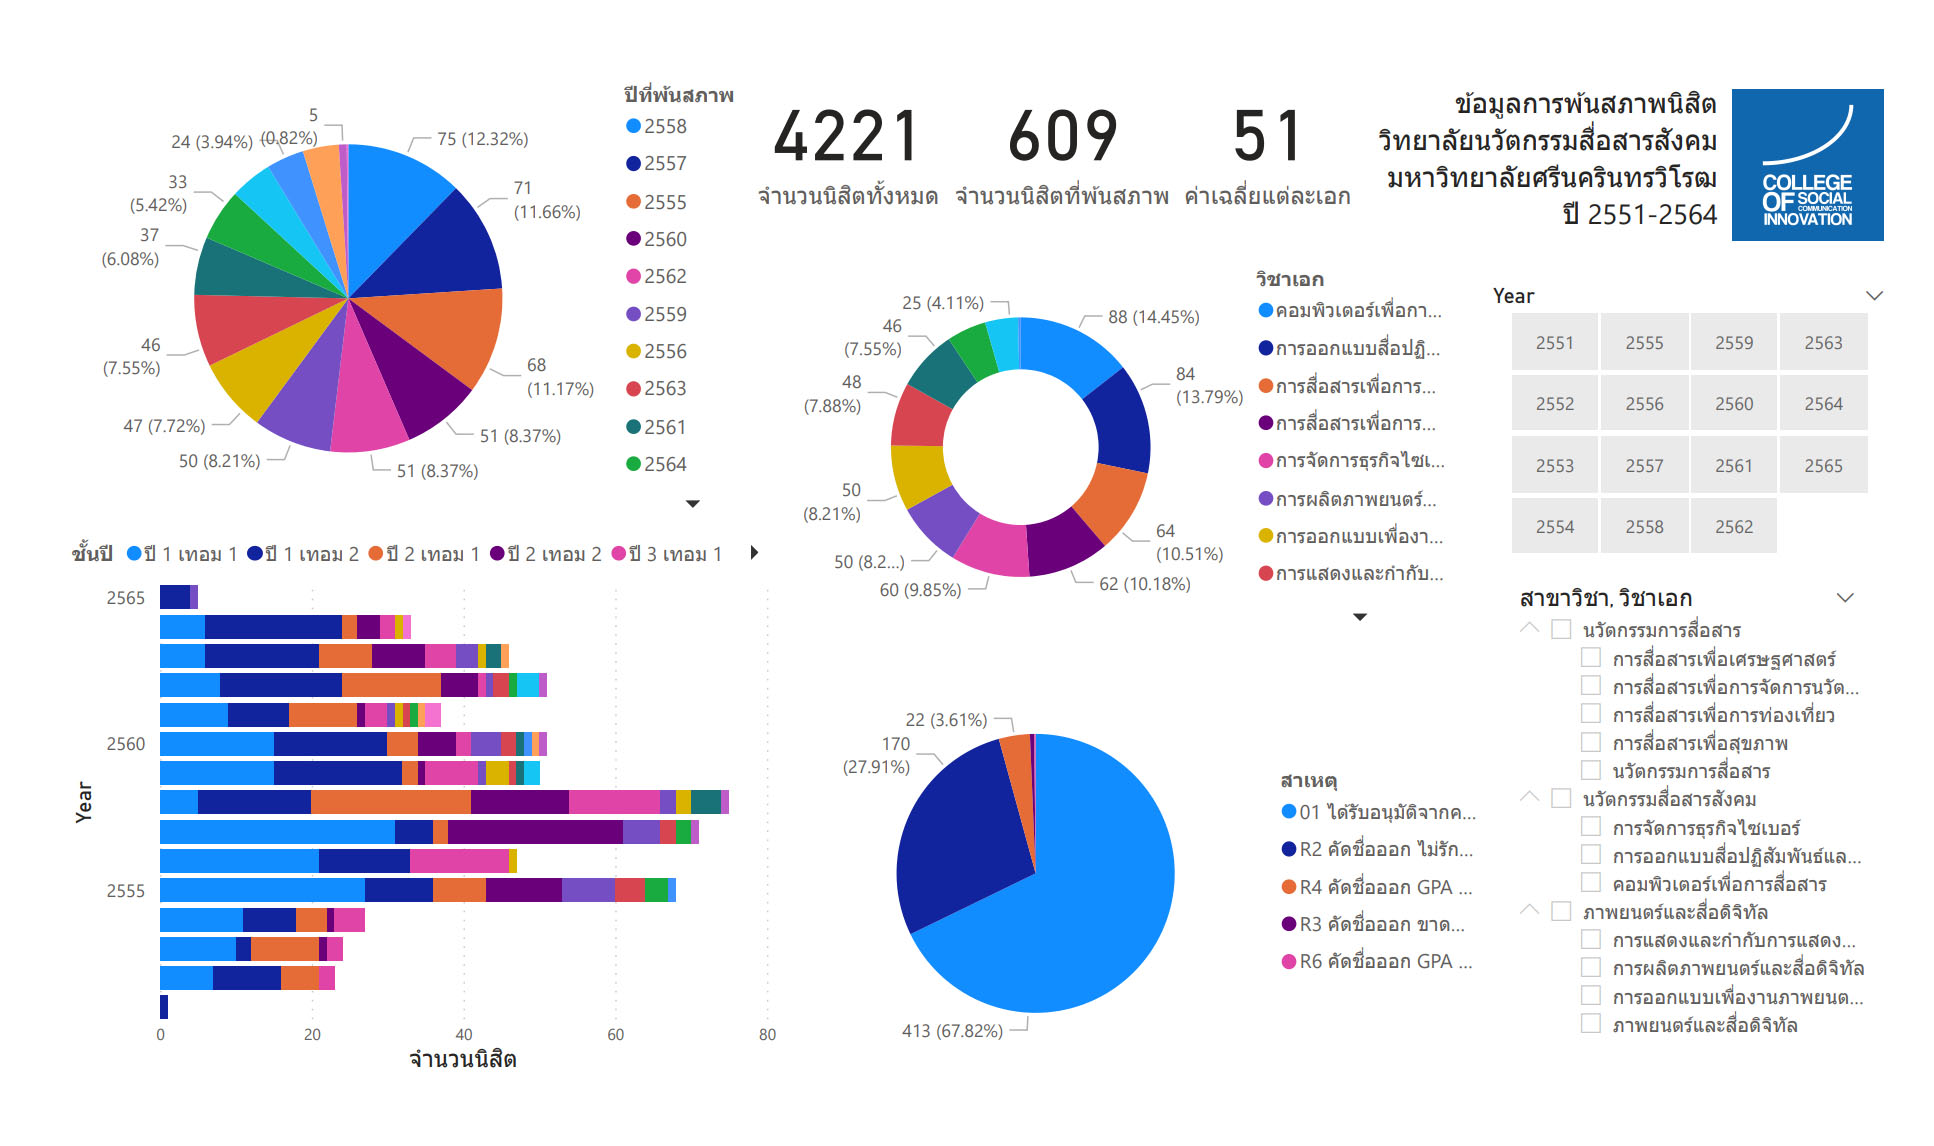 ปีที่พ้นสภาพ
2558
2557
2555
2560
2562
2559
2556
2563
2561
2564
5
(0.82%)
24 (3.94%)
33
(5.42%)
37
(6.08%)
46
(7.55%)
47 (7.72%)
50 (8.21%)
51 (8.37%)
51 (8.37%)
68
(11.17%)
71
(11.66%)
75 (12.32%)
4221
จำนวนนิสิตทั้งหมด
609
จำนวนนิสิตที่พ้นสภาพ
51
ค่าเฉลี่ยแต่ละเอก
ข้อมูลการพ้นสภาพนิสิต
วิทยาลัยนวัตกรรมสื่อสารสังคม
มหาวิทยาลัยศรีนครินทรวิโรฒ
ปี 2551-2564
COLLEGE
OF SOCIAL
COMMUNICATION
INNOVATION
วิชาเอก
คอมพิวเตอร์เพื่อกา...
การออกแบบสื่อปฏิ...
การสื่อสารเพื่อการ...
การสื่อสารเพื่อการ...
การจัดการธุรกิจไซเ...
การผลิตภาพยนตร์...
การออกแบบเพื่องา...
การแสดงและกำกับ...
25 (4.11%)
46
(7.55%)
48
(7.88%)
50
(8.21%)
50 (8.2...)
60 (9.85%)
62 (10.18%)
64
(10.51%)
84
(13.79%)
88 (14.45%)
Year
2551 2555 2559 2563
2552 2556 2560 2564
2553 2557 2561 2565
2554 2558 2562
ชั้นปี ปี 1 เทอม 1 ปี 1 เทอม 2 ปี 2 เทอม 1 ปี 2 เทอม 2 ปี 3 เทอม 1
2565
2560
2555
Year
0 20 40 60 80
จำนวนนิสิต
22 (3.61%)
170
(27.91%)
413 (67.82%)
สาเหตุ
01 ได้รับอนุมัติจากค...
R2 คัดชื่อออก ไม่รัก...
R4 คัดชื่อออก GPA ...
R3 คัดชื่อออก ขาด...
R6 คัดชื่อออก GPA ...
สาขาวิชา, วิชาเอก
นวัตกรรมการสื่อสาร
การสื่อสารเพื่อเศรษฐศาสตร์
การสื่อสารเพื่อการจัดการนวัต...
การสื่อสารเพื่อการท่องเที่ยว
การสื่อสารเพื่อสุขภาพ
นวัตกรรมการสื่อสาร
นวัตกรรมสื่อสารสังคม
การจัดการธุรกิจไซเบอร์
การออกแบบสื่อปฏิสัมพันธ์แล...
คอมพิวเตอร์เพื่อการสื่อสาร
ภาพยนตร์และสื่อดิจิทัล
การแสดงและกำกับการแสดง...
การผลิตภาพยนตร์และสื่อดิจิทัล
การออกแบบเพื่องานภาพยนต...
ภาพยนตร์และสื่อดิจิทัล